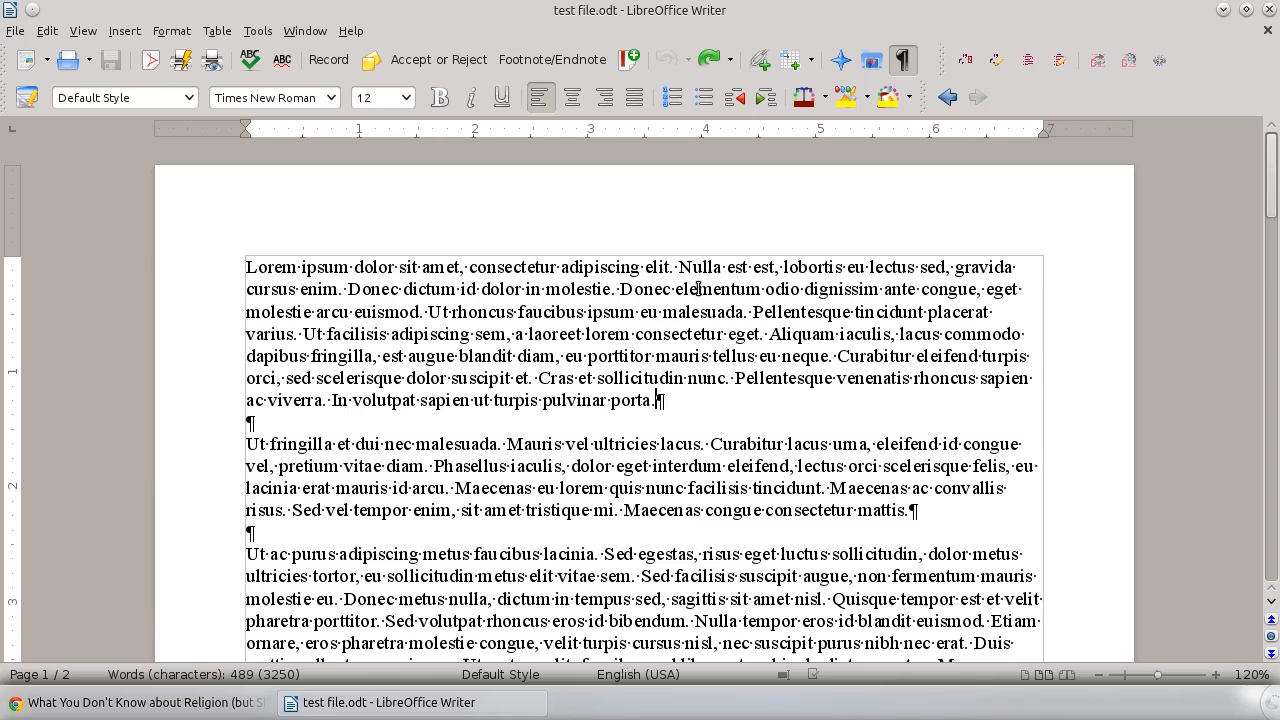 test file.odt - LibreOffice Writer
File Edit View Insert Format Table Tools Window Help
ABC ABC Record Accept or Reject Footnote/Endnote
Default Style Times New Roman 12
1 2 3 4 5 6 7
Lorem ipsum dolor sit amet, consectetur adipiscing elit. Nulla est est, lobortis eu lectus sed, gravida
cursus enim. Donec dictum id dolor in molestie. Donec elementum odio dignissim ante congue, eget
molestie arcu euismod. Ut rhoncus faucibus ipsum eu malesuada. Pellentesque tincidunt placerat
varius. Ut facilisis adipiscing sem, a laoreet lorem consectetur eget. Aliquam iaculis, lacus commodo
dapibus fringilla, est augue blandit diam, eu porttitor mauris tellus eu neque. Curabitur eleifend turpis
orci, sed scelerisque dolor suscipit et. Cras et sollicitudin nunc. Pellentesque venenatis rhoncus sapien
ac viverra. In volutpat sapien ut turpis pulvinar porta.¶
¶
Ut fringilla et dui nec malesuada. Mauris vel ultricies lacus. Curabitur lacus urna, eleifend id congue
vel, pretium vitae diam. Phasellus iaculis, dolor eget interdum eleifend, lectus orci scelerisque felis, eu
lacinia erat mauris id arcu. Maecenas eu lorem quis nunc facilisis tincidunt. Maecenas ac convallis
risus. Sed vel tempor enim, sit amet tristique mi. Maecenas congue consectetur mattis.¶
¶
Ut ac purus adipiscing metus faucibus lacinia. Sed egestas, risus eget luctus sollicitudin, dolor metus
ultricies tortor, eu sollicitudin metus elit vitae sem. Sed facilisis suscipit augue, non fermentum mauris
molestie eu. Donec metus nulla, dictum in tempus sed, sagittis sit amet nisl. Quisque tempor est et velit
pharetra porttitor. Sed volutpat rhoncus eros id bibendum. Nulla tempor eros id blandit euismod. Etiam
ornare, eros pharetra molestie congue, velit turpis cursus nisl, nec suscipit purus nibh nec erat. Duis
1
2
3
Page 1 / 2 Words (characters): 489 (3250) Default Style English (USA) 120%
What You Don't Know about Religion (but S test file.odt - LibreOffice Writer